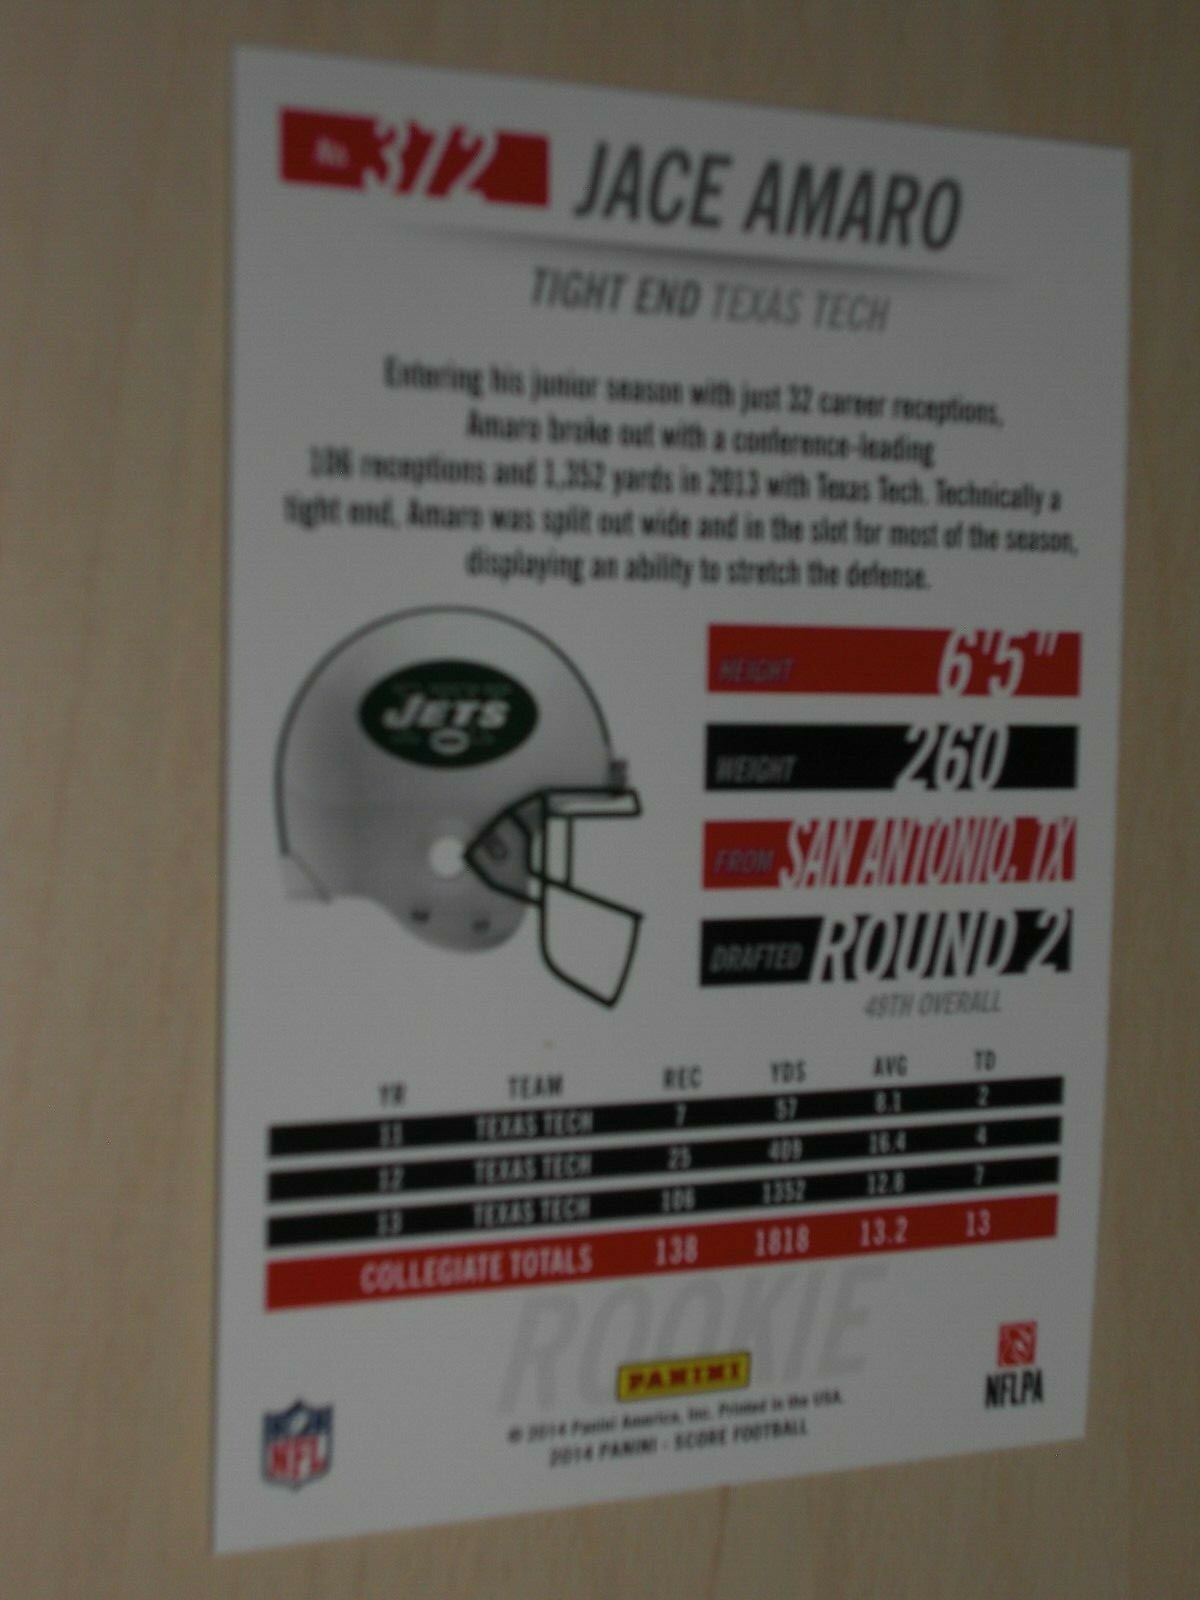 No. 372 JACE AMARO
TIGHT END TEXAS TECH
Entering his junior season with just 32 career receptions,
Amaro broke out with a conference-leading
106 receptions and 1,352 yards in 2013 with Texas Tech. Technically a
tight end, Amaro was split out wide and in the slot for most of the season,
displaying an ability to stretch the defense.
JETS
HEIGHT 6'5"
WEIGHT 260
FROM SAN ANTONIO, TX
DRAFTED ROUND 2
49TH OVERALL
YR TEAM REC YDS AVG TD
11 TEXAS TECH 7 57 8.1 2
12 TEXAS TECH 25 409 16.4 4
13 TEXAS TECH 106 1352 12.8 7
COLLEGIATE TOTALS 138 1818 13.2 13
ROOKIE
PANINI
© 2014 Panini America, Inc. Printed in the USA.
2014 PANINI - SCORE FOOTBALL
NFL
NFLPA